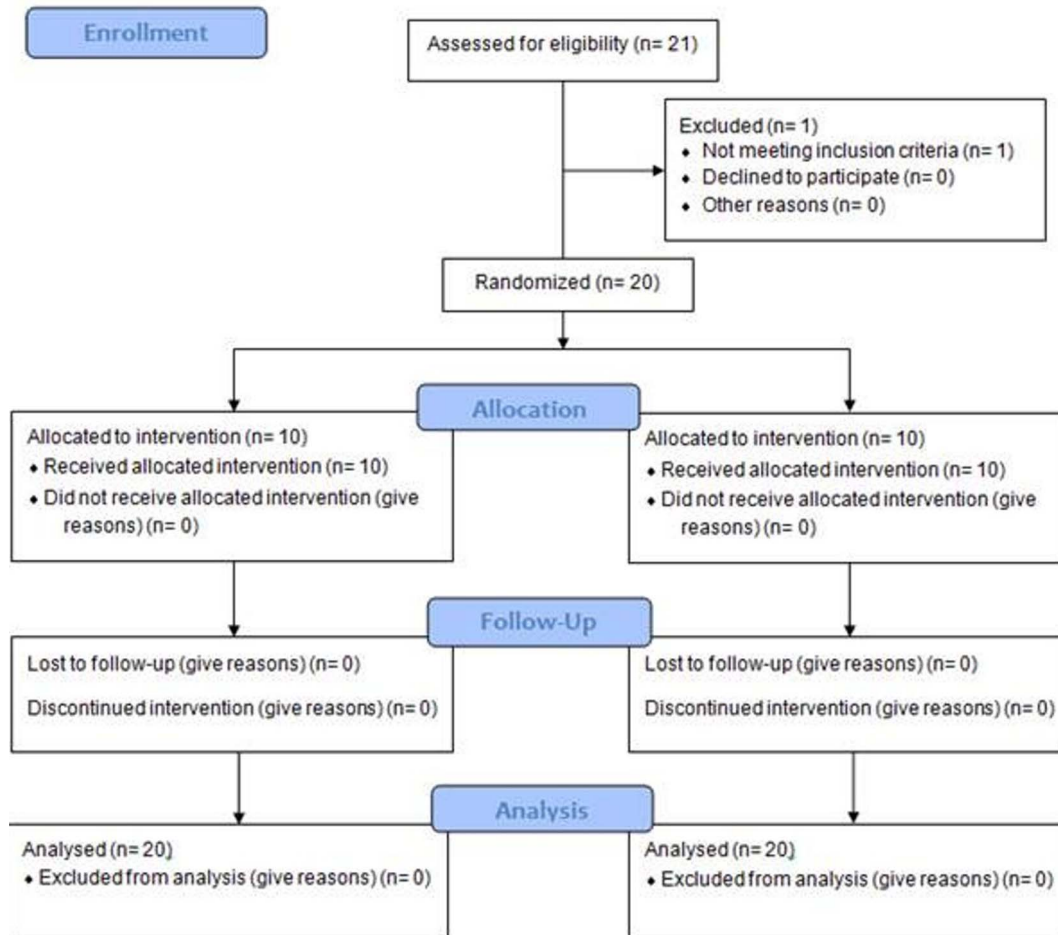 Enrollment
Assessed for eligibility (n= 21)
Excluded (n= 1)
♦ Not meeting inclusion criteria (n= 1)
♦ Declined to participate (n= 0)
♦ Other reasons (n= 0)
Randomized (n= 20)
Allocation
Allocated to intervention (n= 10)
♦ Received allocated intervention (n= 10)
♦ Did not receive allocated intervention (give
reasons) (n= 0)
Allocated to intervention (n= 10)
♦ Received allocated intervention (n= 10)
♦ Did not receive allocated intervention (give
reasons) (n= 0)
Follow-Up
Lost to follow-up (give reasons) (n= 0)
Discontinued intervention (give reasons) (n= 0)
Lost to follow-up (give reasons) (n= 0)
Discontinued intervention (give reasons) (n= 0)
Analysis
Analysed (n= 20)
♦ Excluded from analysis (give reasons) (n= 0)
Analysed (n= 20)
♦ Excluded from analysis (give reasons) (n= 0)